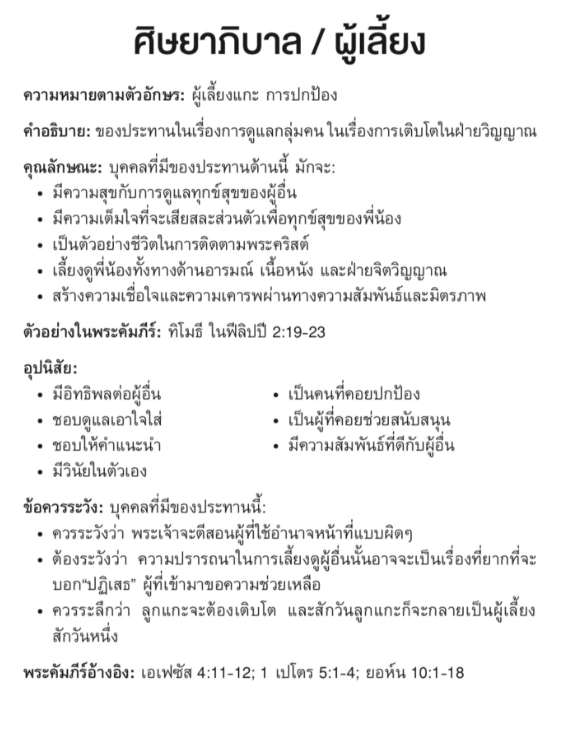 ศิษยาภิบาล / ผู้เลี้ยง
ความหมายตามตัวอักษร: ผู้เลี้ยงแกะ การปกป้อง
คำอธิบาย: ของประทานในเรื่องการดูแลกลุ่มคน ในเรื่องการเติบโตในฝ่ายวิญญาณ
คุณลักษณะ: บุคคลที่มีของประทานด้านนี้ มักจะ:
• มีความสุขกับการดูแลทุกข์สุขของผู้อื่น
• มีความเต็มใจที่จะเสียสละส่วนตัวเพื่อทุกข์สุขของพี่น้อง
• เป็นตัวอย่างชีวิตในการติดตามพระคริสต์
• เลี้ยงดูพี่น้องทั้งทางด้านอารมณ์ เนื้อหนัง และฝ่ายจิตวิญญาณ
• สร้างความเชื่อใจและความเคารพผ่านทางความสัมพันธ์และมิตรภาพ
ตัวอย่างในพระคัมภีร์: ทิโมธี ในฟีลิปปี 2:19-23
อุปนิสัย:
• มีอิทธิพลต่อผู้อื่น
• ชอบดูแลเอาใจใส่
• ชอบให้คำแนะนำ
• มีวินัยในตัวเอง
• เป็นคนที่คอยปกป้อง
• เป็นผู้ที่คอยช่วยสนับสนุน
• มีความสัมพันธ์ที่ดีกับผู้อื่น
ข้อควรระวัง: บุคคลที่มีของประทานนี้:
• ควรระวังว่า พระเจ้าจะตีสอนผู้ที่ใช้อำนาจหน้าที่แบบผิดๆ
• ต้องระวังว่า ความปรารถนาในการเลี้ยงดูผู้อื่นนั้นอาจจะเป็นเรื่องที่ยากที่จะ
บอก“ปฏิเสธ” ผู้ที่เข้ามาขอความช่วยเหลือ
• ควรระลึกว่า ลูกแกะจะต้องเติบโต และสักวันลูกแกะก็จะกลายเป็นผู้เลี้ยง
สักวันหนึ่ง
พระคัมภีร์อ้างอิง: เอเฟซัส 4:11-12; 1 เปโตร 5:1-4; ยอห์น 10:1-18